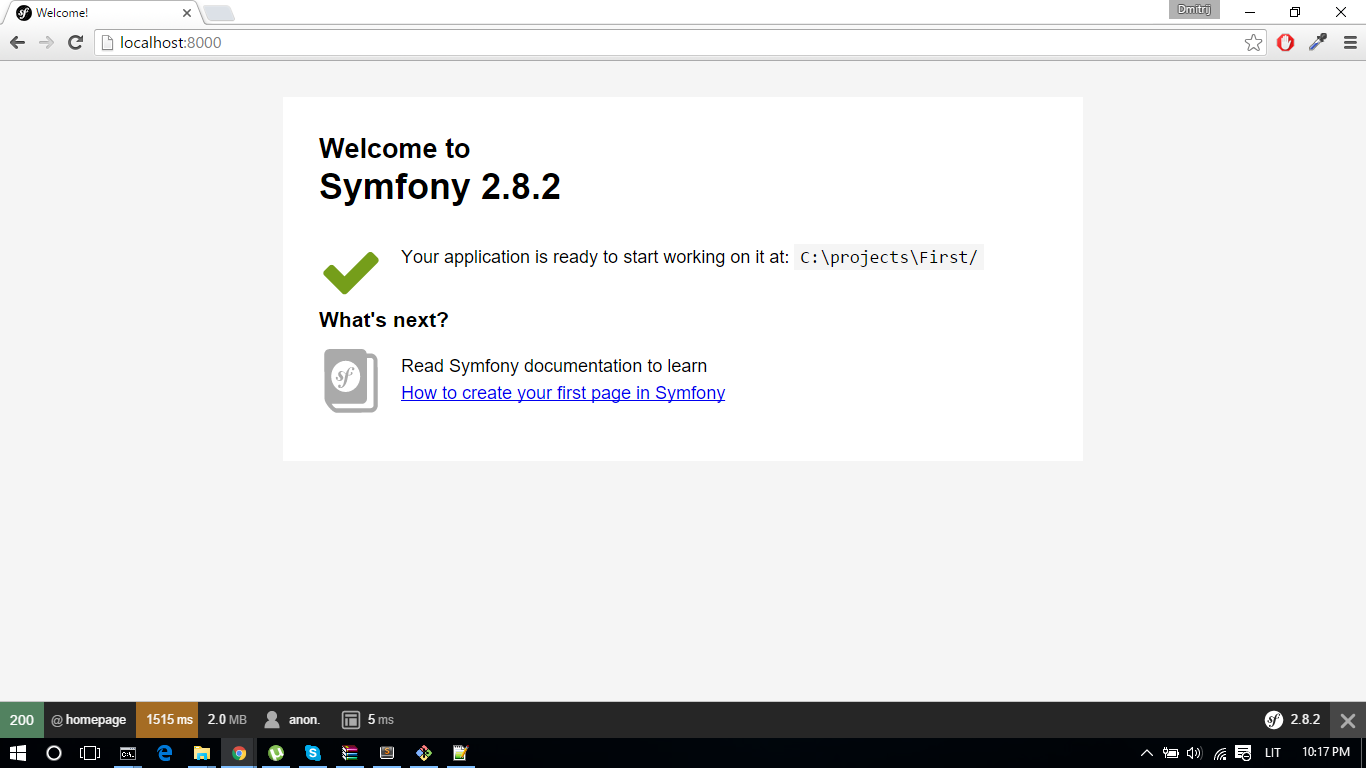 Welcome!
Dmitrij
localhost:8000
Welcome to
Symfony 2.8.2
Your application is ready to start working on it at: C:\projects\First/
What's next?
sf
Read Symfony documentation to learn
How to create your first page in Symfony
200 @ homepage 1515 ms 2.0 MB anon. 5 ms sf 2.8.2
C:\. LIT 10:17 PM